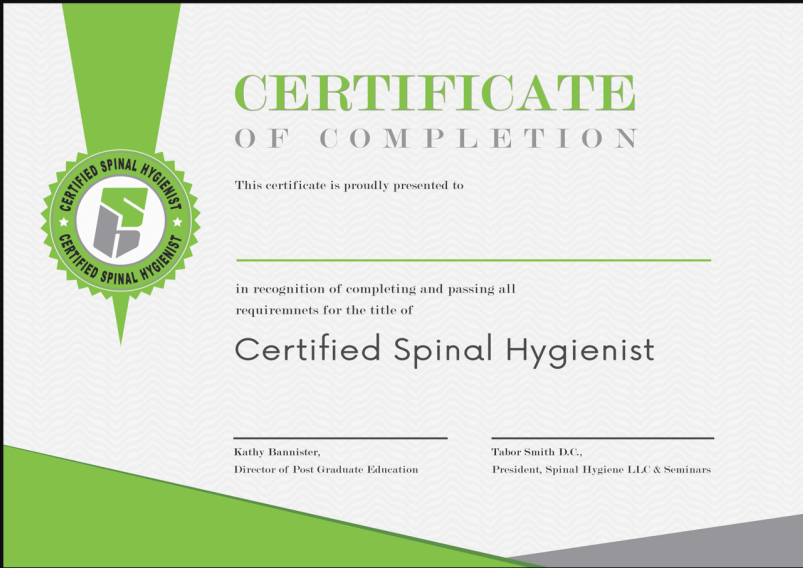 CERTIFICATE
OF COMPLETION
This certificate is proudly presented to
CERTIFIED SPINAL HYGIENIST
CERTIFIED SPINAL HYGIENIST
in recognition of completing and passing all
requiremnets for the title of
Certified Spinal Hygienist
Kathy Bannister,
Director of Post Graduate Education
Tabor Smith D.C.,
President, Spinal Hygiene LLC & Seminars